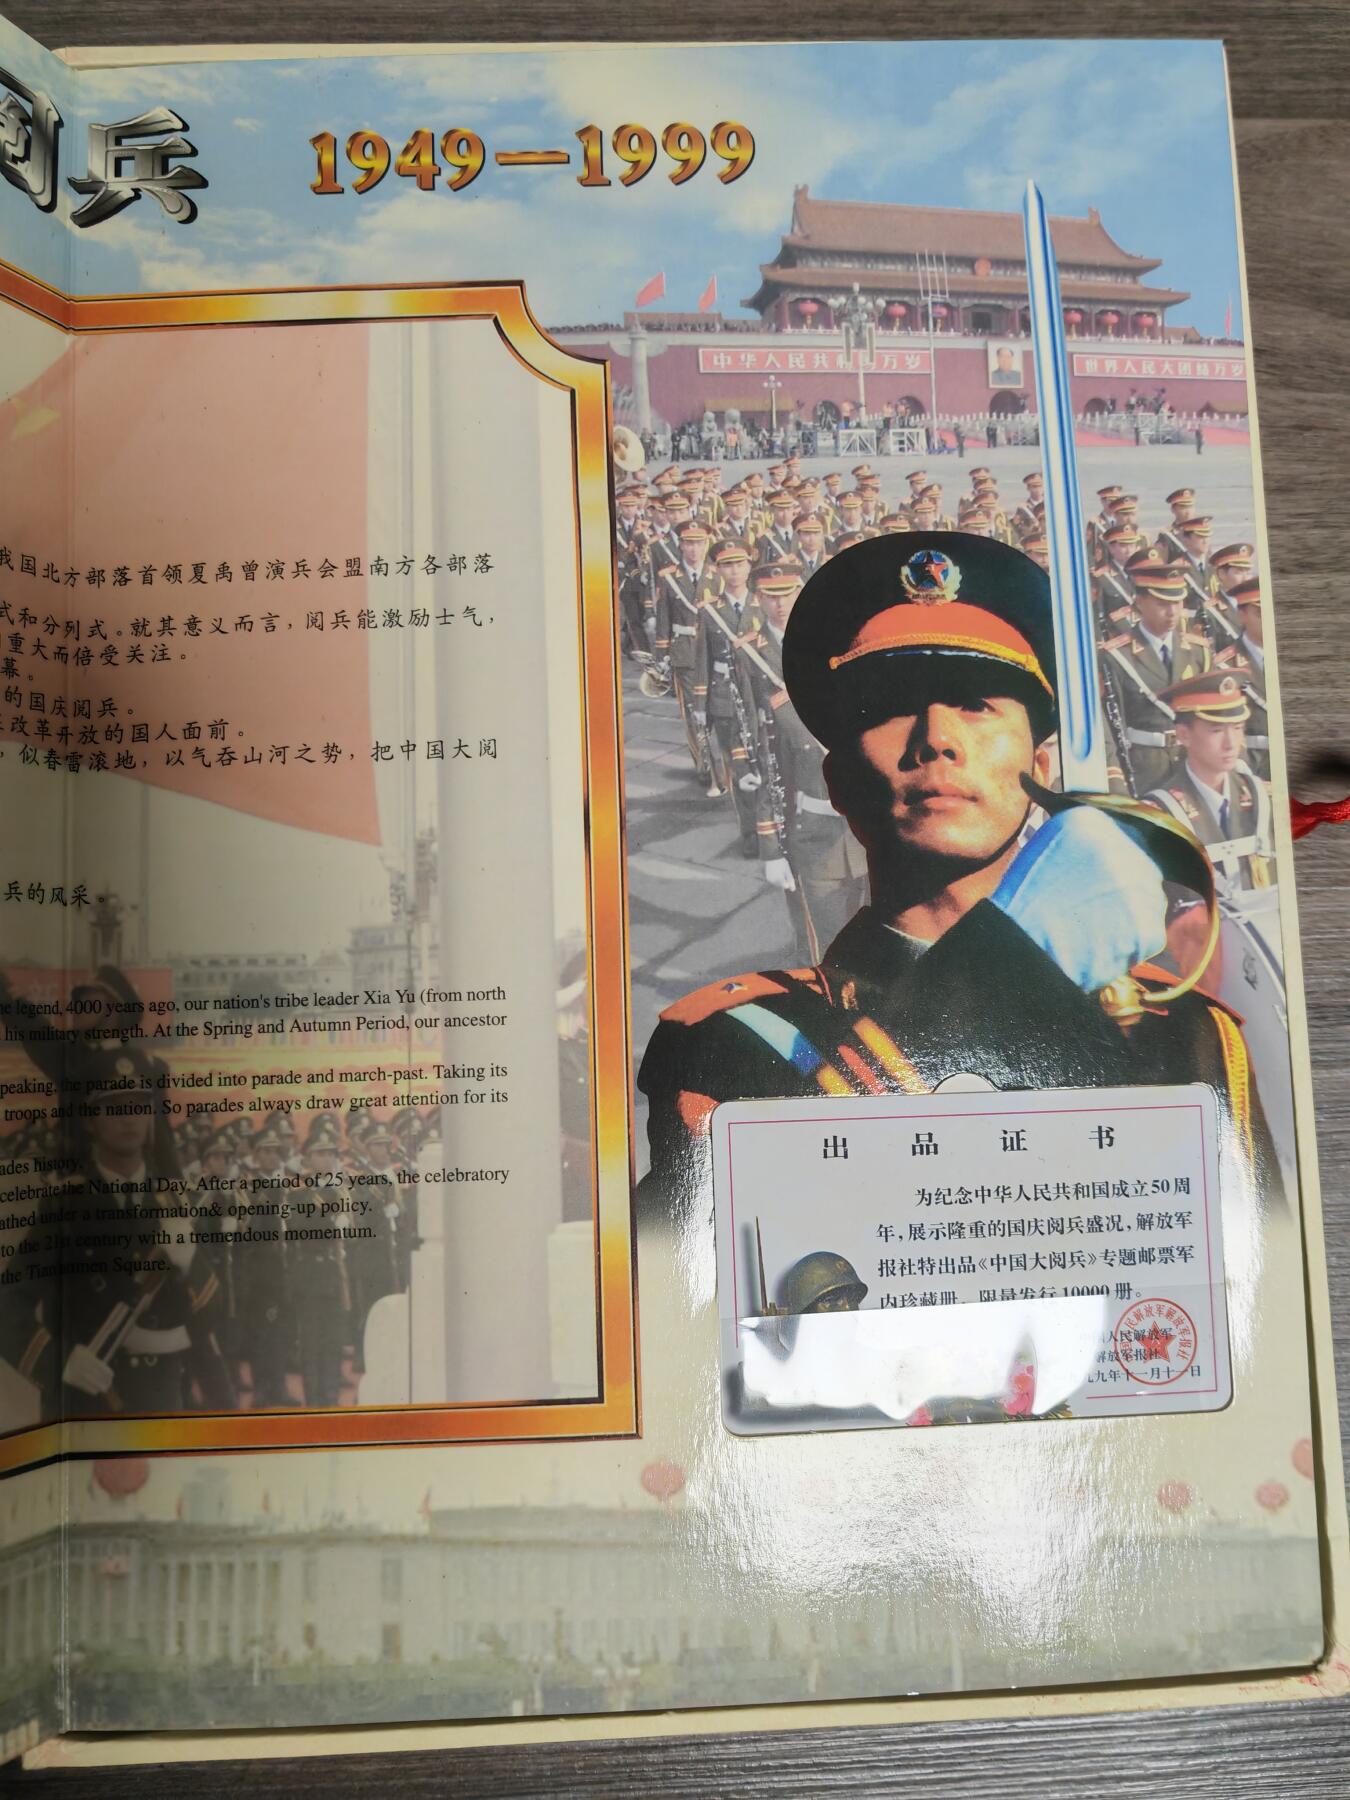 阅兵 1949—1999
中华人民共和国万岁
世界人民大团结万岁
我国北方部落首领夏禹曾演兵会盟南方各部落
式和分列式。就其意义而言，阅兵能激励士气，
重大而倍受关注。
幕。
的国庆阅兵。
改革开放的国人面前。
，似春雷滚地，以气吞山河之势，把中国大阅
兵的风采。
legend, 4000 years ago, our nation's tribe leader Xia Yu (from north
his military strength. At the Spring and Autumn Period, our ancestor
peaking, the parade is divided into parade and march-past. Taking its
troops and the nation. So parades always draw great attention for its
ades history.
celebrate the National Day. After a period of 25 years, the celebratory
athed under a transformation& opening-up policy.
to the 21st century with a tremendous momentum.
the Tiananmen Square.
出品证书
为纪念中华人民共和国成立50周
年，展示隆重的国庆阅兵盛况，解放军
报社特出品《中国大阅兵》专题邮票军
内珍藏册，限量发行10000册。
人民解放军
解放军报社
九九年十一月十一日